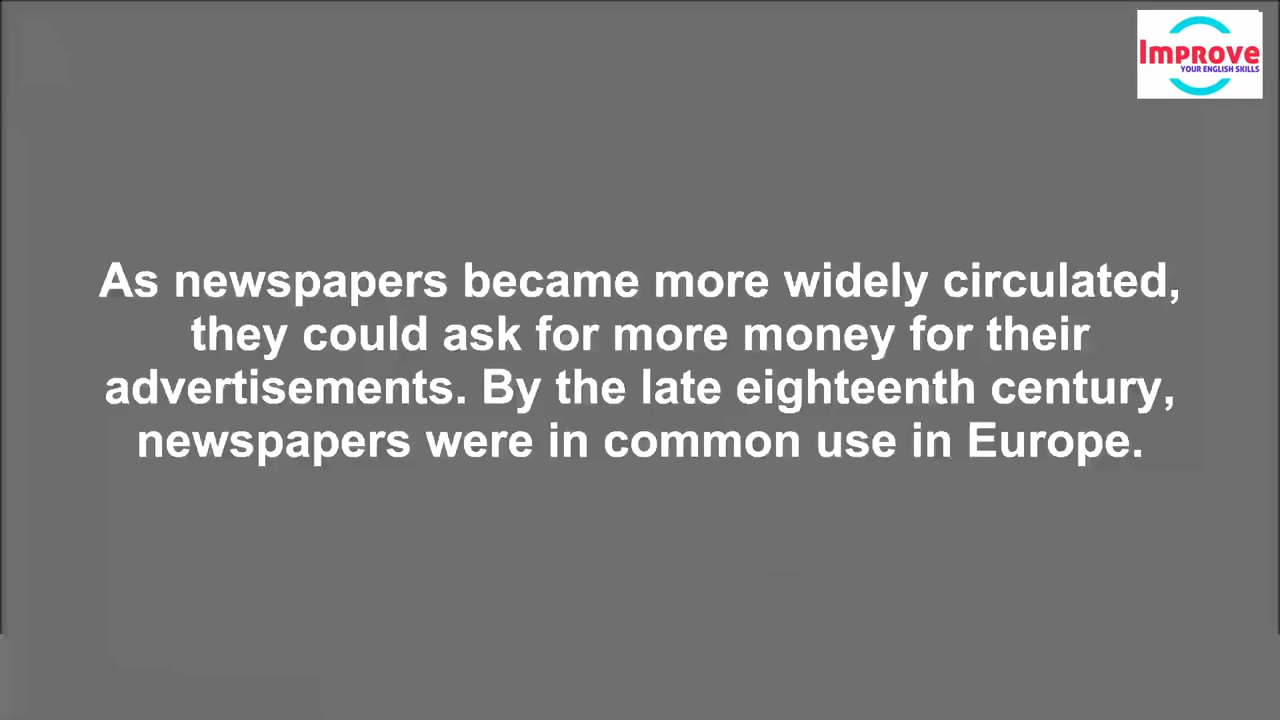 Improve
YOUR ENGLISH SKILLS
As newspapers became more widely circulated,
they could ask for more money for their
advertisements. By the late eighteenth century,
newspapers were in common use in Europe.